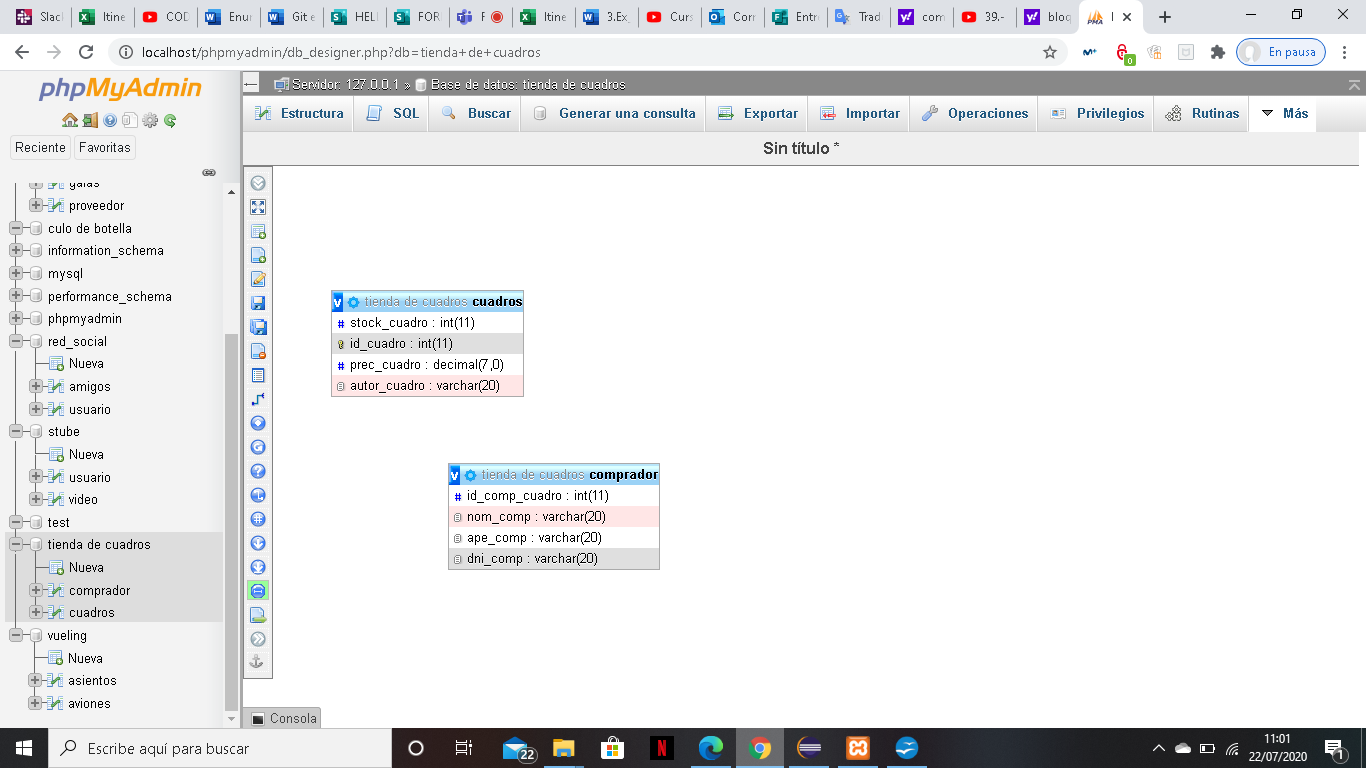 Slac
Itine
COD
Enun
Git e
HEL
FOR
R
Itine
3.Ex
Curs
Corr
Entre
Trad
com
39.-
bloq
localhost/phpmyadmin/db_designer.php?db=tienda+de+cuadros
0
En pausa
phpMyAdmin
Reciente
Favoritas
galas
proveedor
culo de botella
information_schema
mysql
performance_schema
phpmyadmin
red_social
Nueva
amigos
usuario
stube
Nueva
usuario
video
test
tienda de cuadros
Nueva
comprador
cuadros
vueling
Nueva
asientos
aviones
Servidor: 127.0.0.1 » Base de datos: tienda de cuadros
Estructura
SQL
Buscar
Generar una consulta
Exportar
Importar
Operaciones
Privilegios
Rutinas
Más
Sin título *
v tienda de cuadros cuadros
# stock_cuadro : int(11)
id_cuadro : int(11)
# prec_cuadro : decimal(7,0)
autor_cuadro : varchar(20)
v tienda de cuadros comprador
# id_comp_cuadro : int(11)
nom_comp : varchar(20)
ape_comp : varchar(20)
dni_comp : varchar(20)
Consola
Escribe aquí para buscar
22
N
11:01
22/07/2020
1